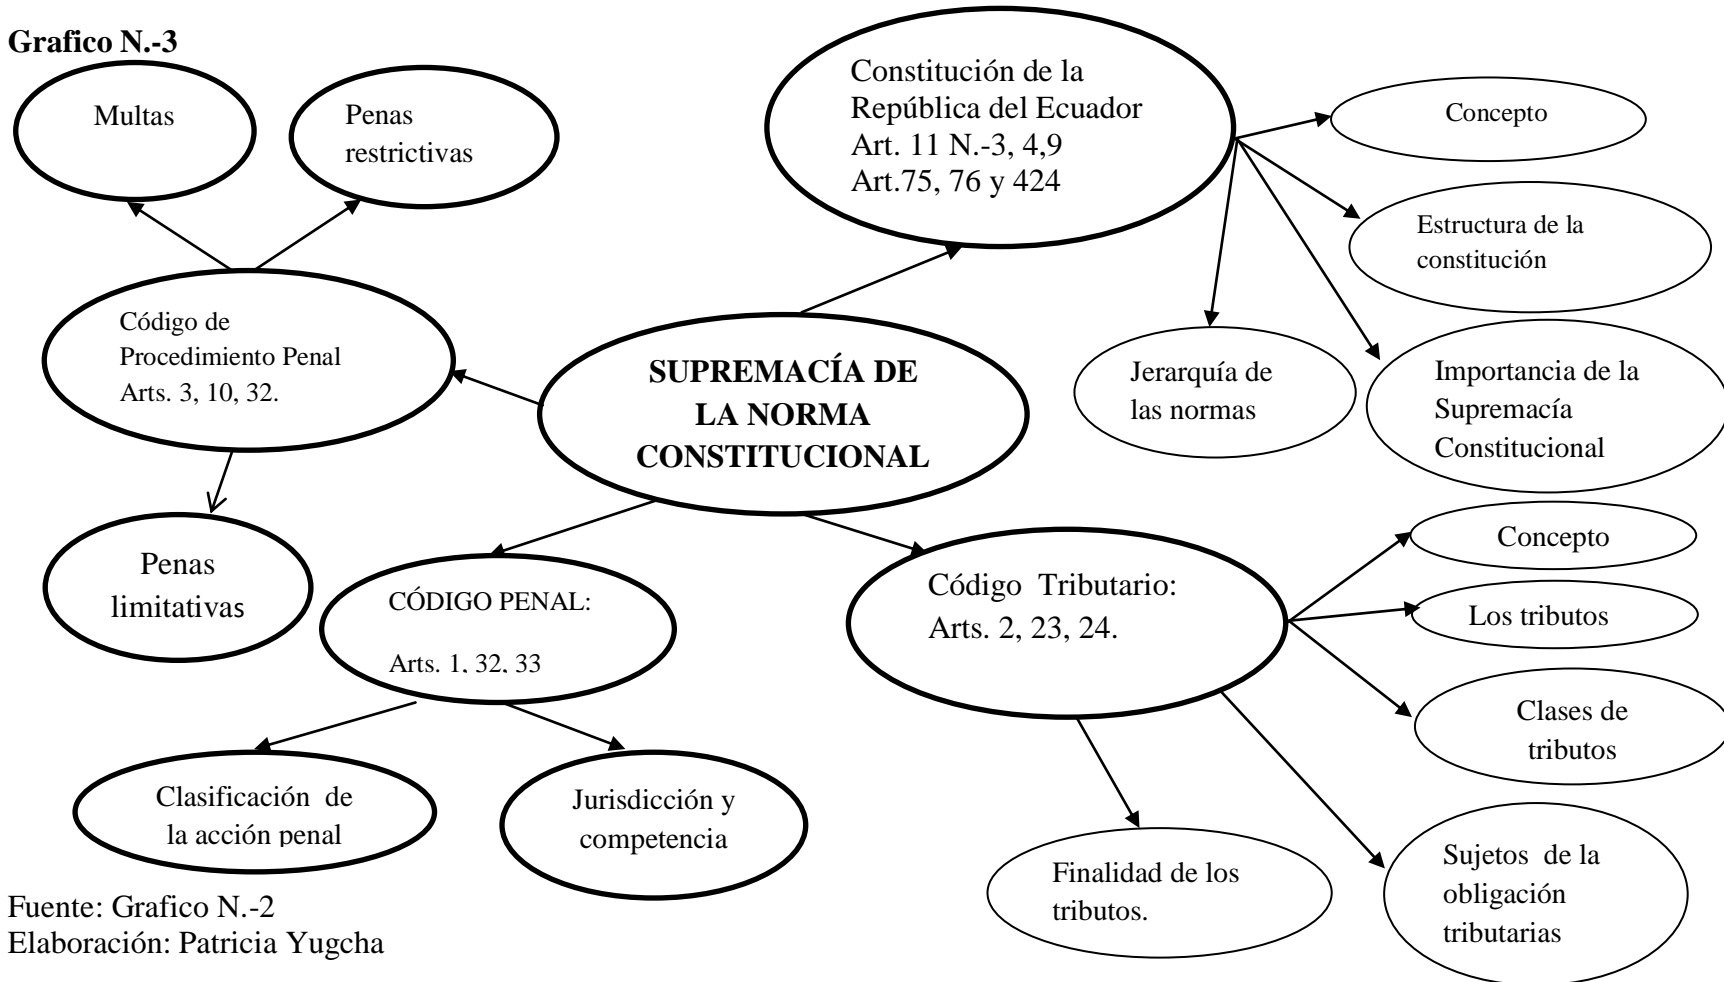 Grafico N.-3
Multas
Penas
restrictivas
Constitución de la
República del Ecuador
Art. 11 N.-3, 4,9
Art.75, 76 y 424
Concepto
Estructura de la
constitución
Código de
Procedimiento Penal
Arts. 3, 10, 32.
SUPREMACÍA DE
LA NORMA
CONSTITUCIONAL
Jerarquía de
las normas
Importancia de la
Supremacía
Constitucional
Penas
limitativas
CÓDIGO PENAL:
Arts. 1, 32, 33
Código Tributario:
Arts. 2, 23, 24.
Concepto
Los tributos
Clases de
tributos
Clasificación de
la acción penal
Jurisdicción y
competencia
Finalidad de los
tributos.
Sujetos de la
obligación
tributarias
Fuente: Grafico N.-2
Elaboración: Patricia Yugcha